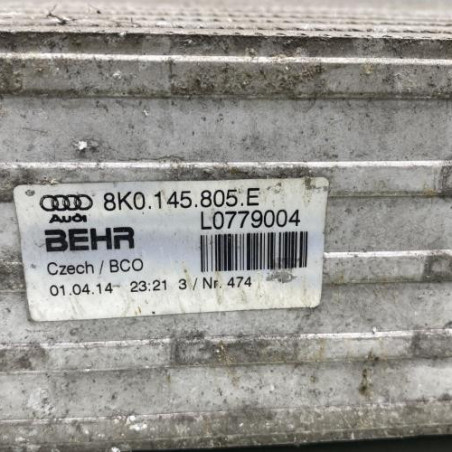 8K0.145.805.E
Audi
L0779004
BEHR
Czech / BCO
01.04.14 23:21 3 / Nr. 474